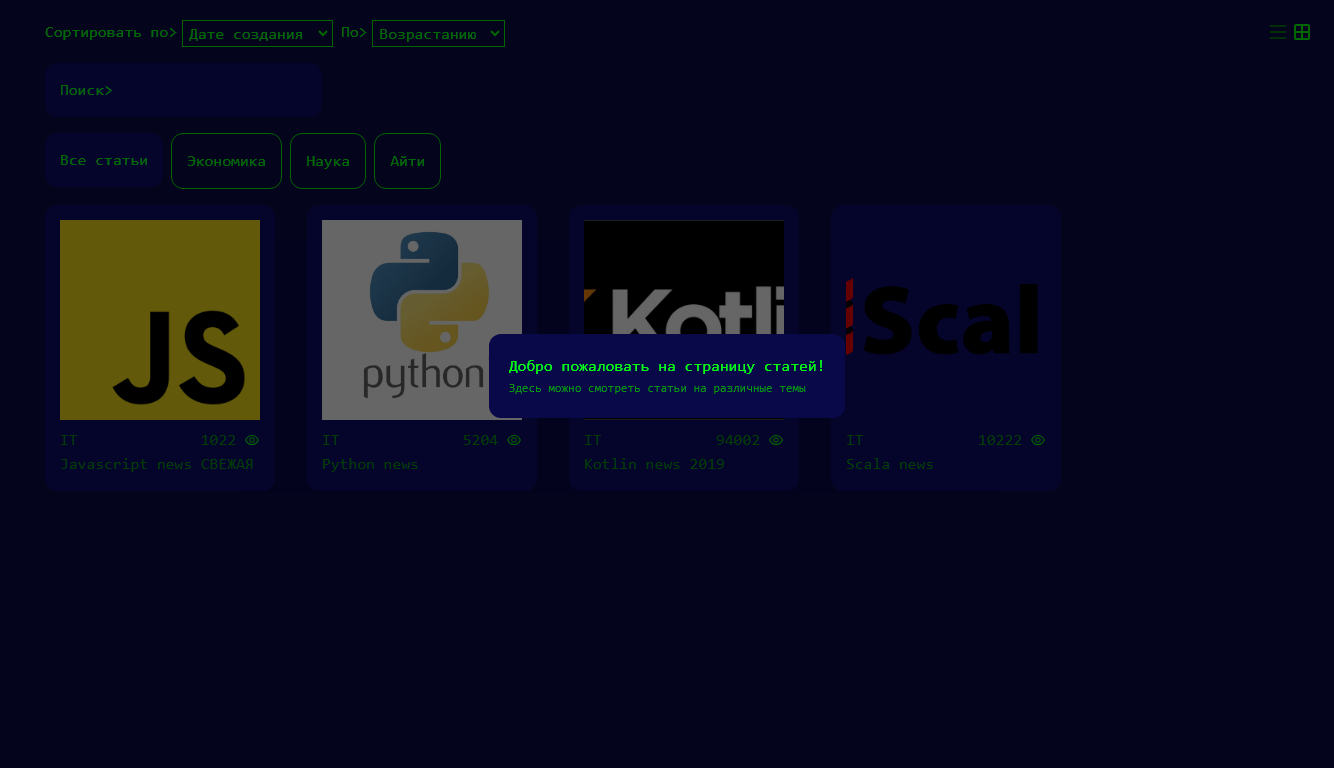 Сортировать по> Дате создания По> Возрастанию
Поиск>
Все статьи Экономика Наука Айти
JS
python
Kotli
Scal
Добро пожаловать на страницу статей!
Здесь можно смотреть статьи на различные темы
IT 1022
Javascript news СВЕЖАЯ
IT 5204
Python news
IT 94002
Kotlin news 2019
IT 10222
Scala news